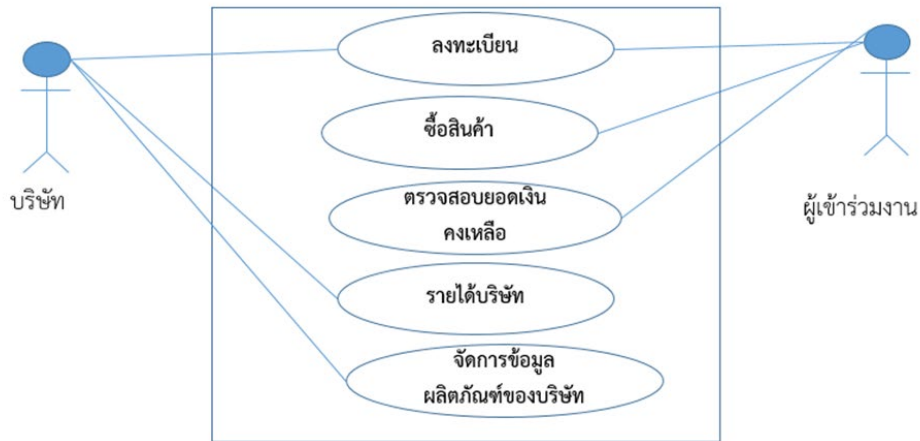 ลงทะเบียน
ซื้อสินค้า
ตรวจสอบยอดเงิน
คงเหลือ
บริษัท
ผู้เข้าร่วมงาน
รายได้บริษัท
จัดการข้อมูล
ผลิตภัณฑ์ของบริษัท